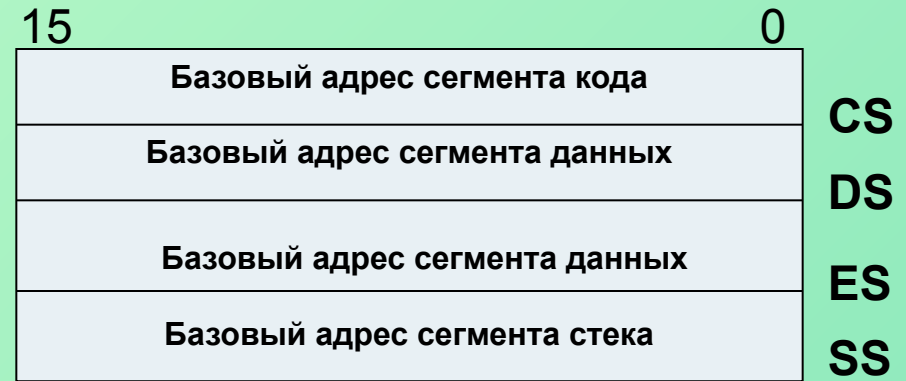 15 0
Базовый адрес сегмента кода
CS
Базовый адрес сегмента данных
DS
Базовый адрес сегмента данных
ES
Базовый адрес сегмента стека
SS